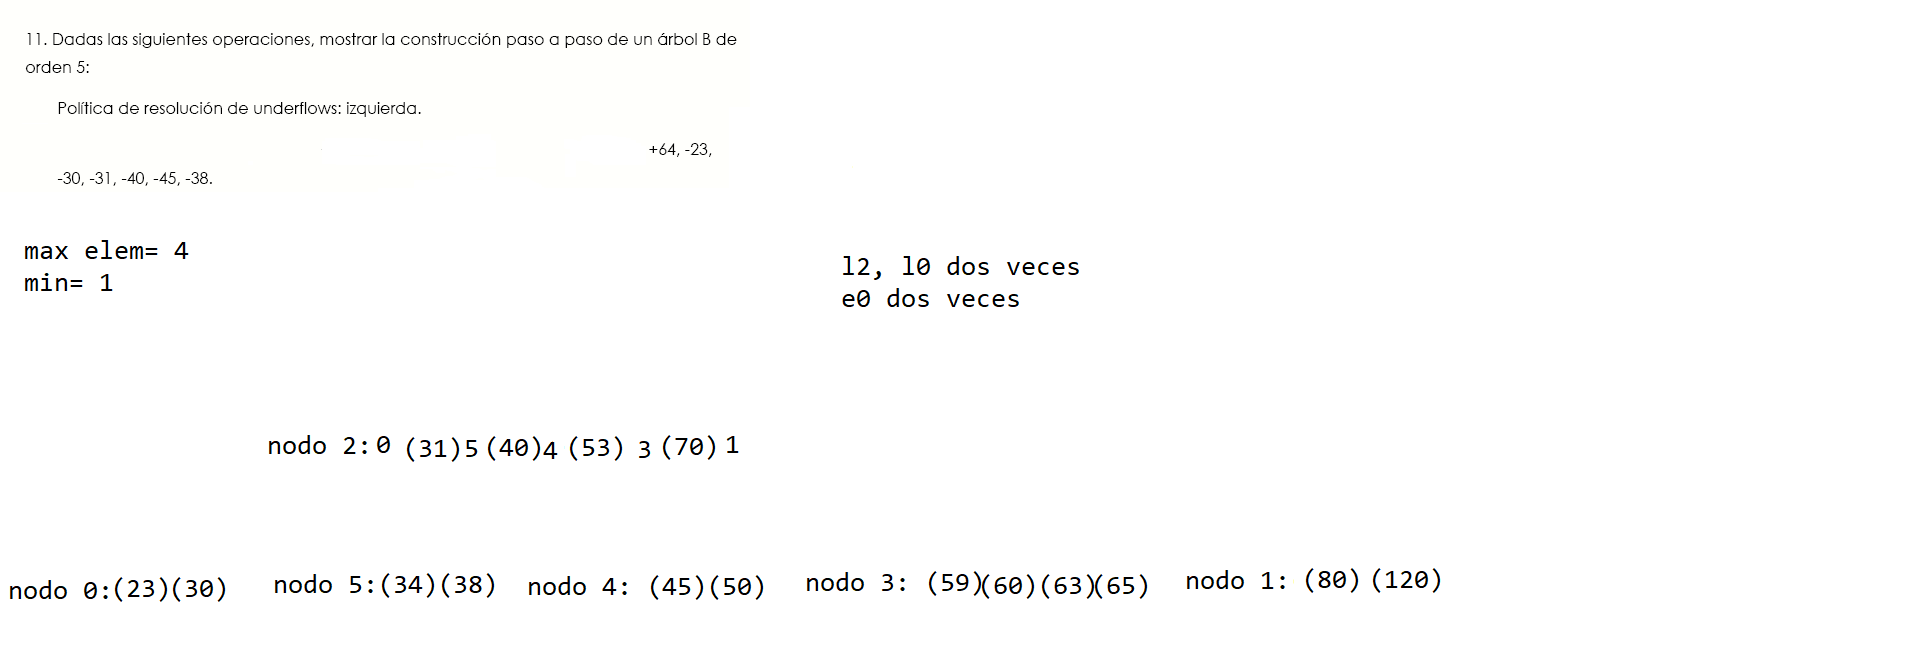 11. Dadas las siguientes operaciones, mostrar la construcción paso a paso de un árbol B de
orden 5:
Política de resolución de underflows: izquierda.
+64, -23,
-30, -31, -40, -45, -38.
max elem= 4
min= 1
l2, l0 dos veces
e0 dos veces
nodo 2: 0 (31) 5 (40) 4 (53) 3 (70) 1
nodo 0:(23)(30) nodo 5:(34)(38) nodo 4: (45)(50) nodo 3: (59)(60)(63)(65) nodo 1: (80) (120)